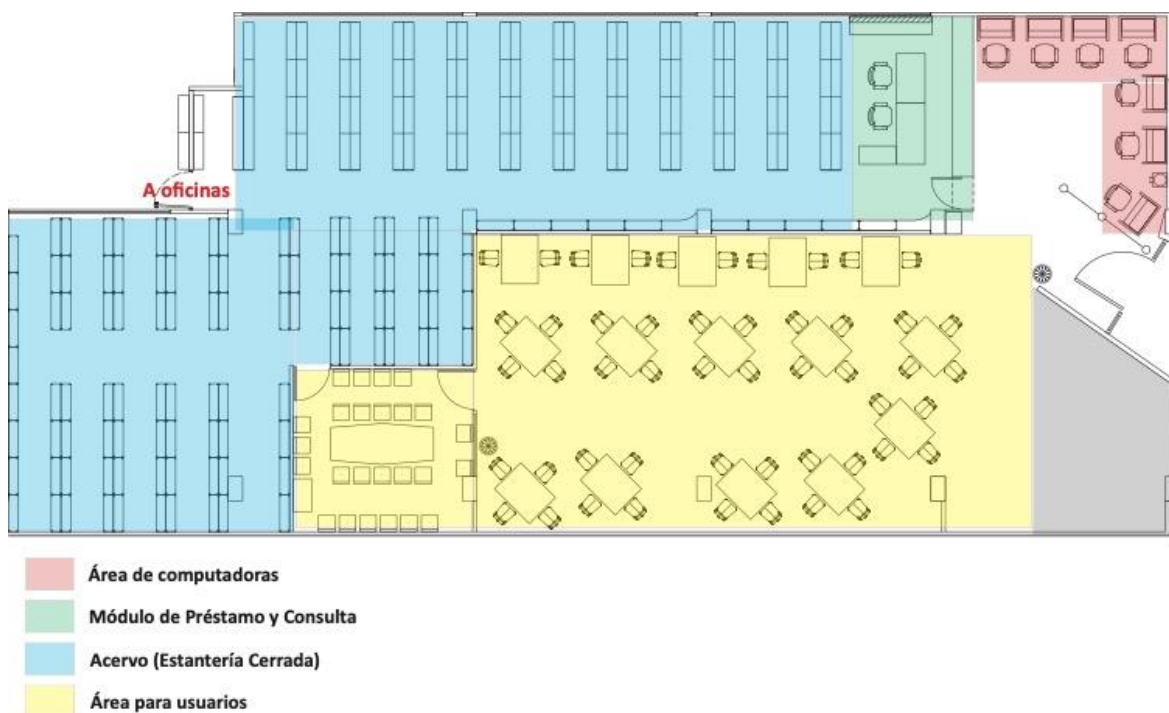 A oficinas
Área de computadoras
Módulo de Préstamo y Consulta
Acervo (Estantería Cerrada)
Área para usuarios